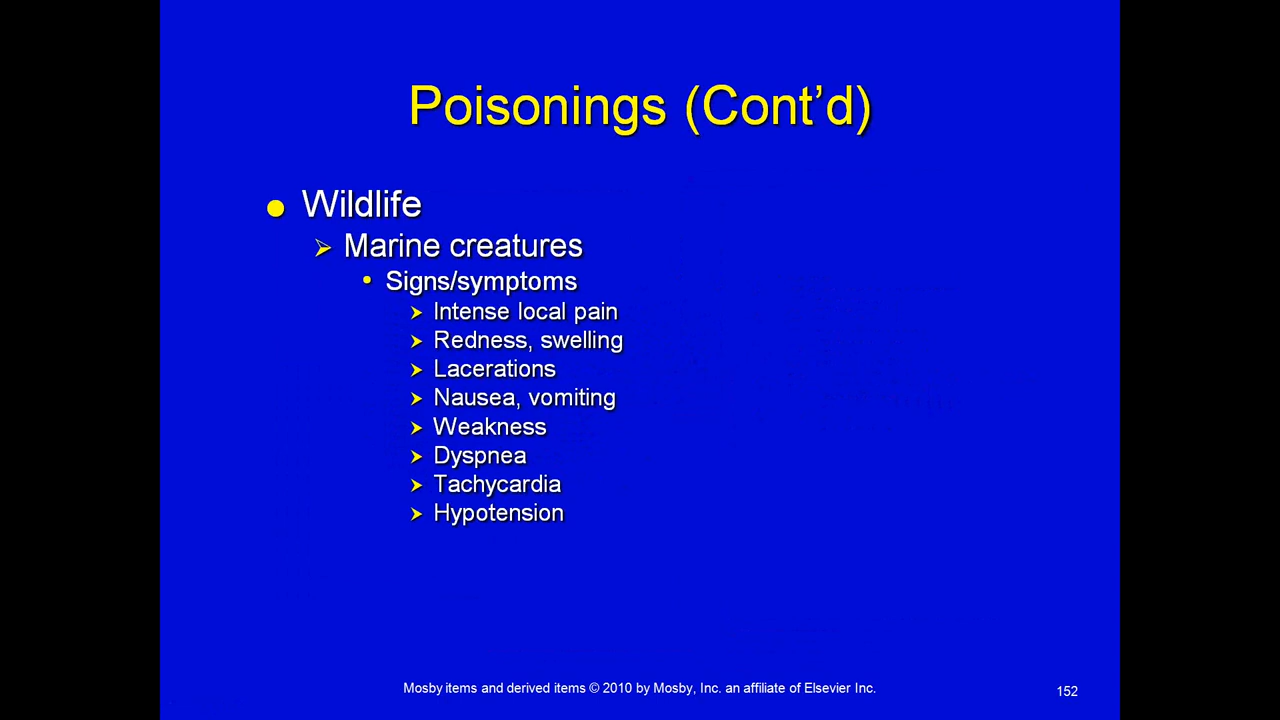 Poisonings (Cont’d)
Wildlife
Marine creatures
Signs/symptoms
Intense local pain
Redness, swelling
Lacerations
Nausea, vomiting
Weakness
Dyspnea
Tachycardia
Hypotension
Mosby items and derived items © 2010 by Mosby, Inc. an affiliate of Elsevier Inc.
152